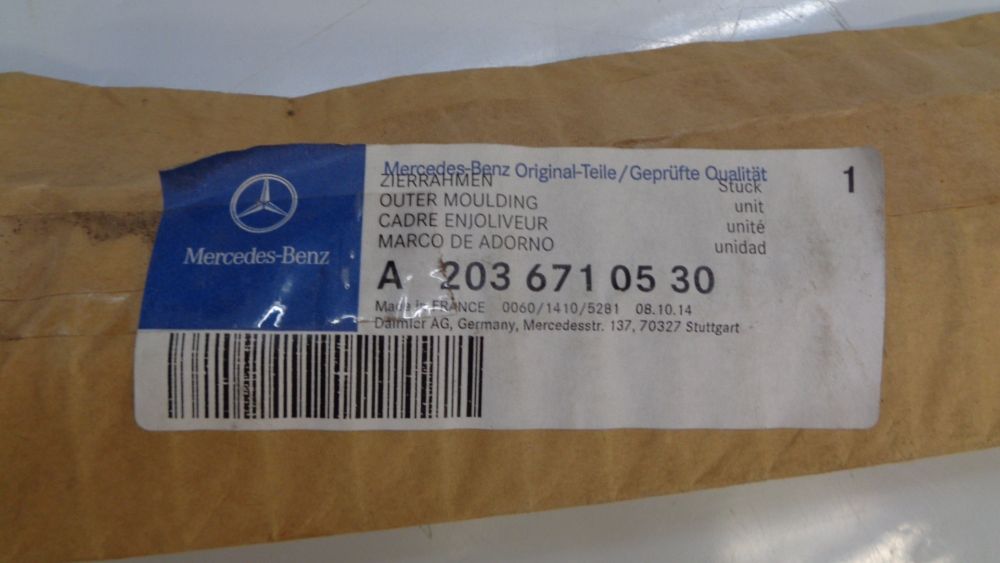 Mercedes-Benz
Mercedes-Benz Original-Teile/Geprüfte Qualität
ZIERRAHMEN Stück 1
OUTER MOULDING unit
CADRE ENJOLIVEUR unité
MARCO DE ADORNO unidad
A 203 671 05 30
Made in FRANCE 0060/1410/5281 08.10.14
Daimler AG, Germany, Mercedesstr. 137, 70327 Stuttgart